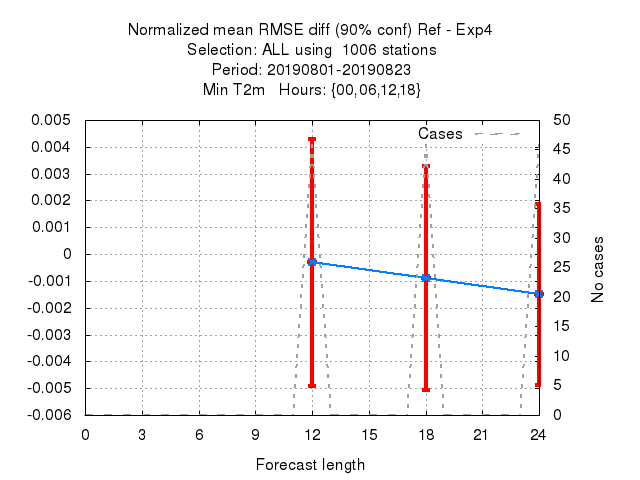 Normalized mean RMSE diff (90% conf) Ref - Exp4
Selection: ALL using  1006 stations
Period: 20190801-20190823
Min T2m   Hours: {00,06,12,18}
Cases
0.005
0.004
0.003
0.002
0.001
0
-0.001
-0.002
-0.003
-0.004
-0.005
-0.006
50
45
40
35
30
25
20
15
10
5
0
No cases
0 3 6 9 12 15 18 21 24
Forecast length